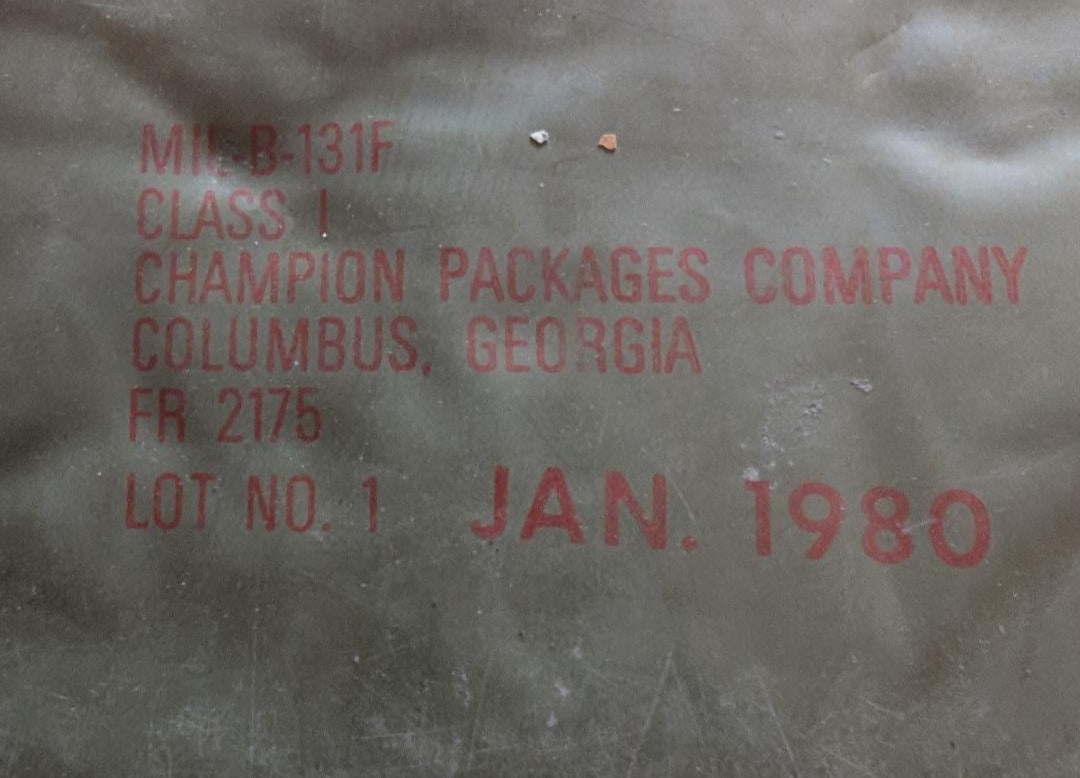 MIL-B-131F
CLASS I
CHAMPION PACKAGES COMPANY
COLUMBUS, GEORGIA
FR 2175
LOT NO. 1 JAN. 1980